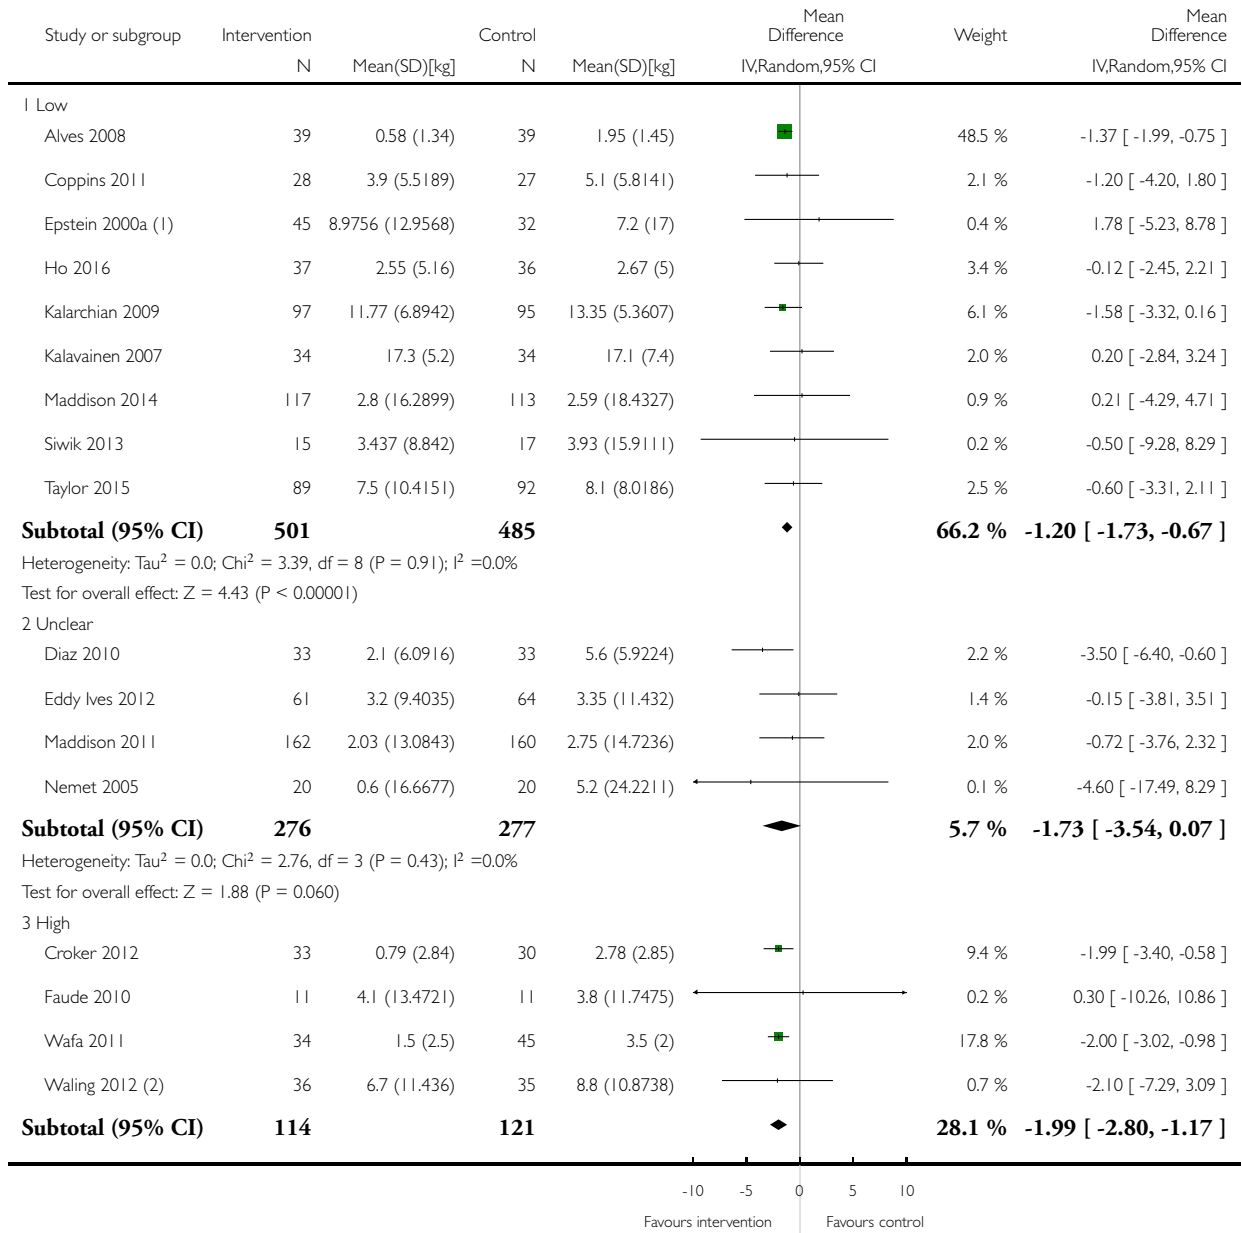 Study or subgroup Intervention Control Mean Difference Weight Mean Difference
N Mean(SD)[kg] N Mean(SD)[kg] IV,Random,95% CI IV,Random,95% CI
1 Low
Alves 2008 39 0.58 (1.34) 39 1.95 (1.45) 48.5 % -1.37 [ -1.99, -0.75 ]
Coppins 2011 28 3.9 (5.5189) 27 5.1 (5.8141) 2.1 % -1.20 [ -4.20, 1.80 ]
Epstein 2000a (1) 45 8.9756 (12.9568) 32 7.2 (17) 0.4 % 1.78 [ -5.23, 8.78 ]
Ho 2016 37 2.55 (5.16) 36 2.67 (5) 3.4 % -0.12 [ -2.45, 2.21 ]
Kalarchian 2009 97 11.77 (6.8942) 95 13.35 (5.3607) 6.1 % -1.58 [ -3.32, 0.16 ]
Kalavainen 2007 34 17.3 (5.2) 34 17.1 (7.4) 2.0 % 0.20 [ -2.84, 3.24 ]
Maddison 2014 117 2.8 (16.2899) 113 2.59 (18.4327) 0.9 % 0.21 [ -4.29, 4.71 ]
Siwik 2013 15 3.437 (8.842) 17 3.93 (15.9111) 0.2 % -0.50 [ -9.28, 8.29 ]
Taylor 2015 89 7.5 (10.4151) 92 8.1 (8.0186) 2.5 % -0.60 [ -3.31, 2.11 ]
Subtotal (95% CI) 501 485 66.2 % -1.20 [ -1.73, -0.67 ]
Heterogeneity: Tau² = 0.0; Chi² = 3.39, df = 8 (P = 0.91); I² =0.0%
Test for overall effect: Z = 4.43 (P < 0.00001)
2 Unclear
Diaz 2010 33 2.1 (6.0916) 33 5.6 (5.9224) 2.2 % -3.50 [ -6.40, -0.60 ]
Eddy Ives 2012 61 3.2 (9.4035) 64 3.35 (11.432) 1.4 % -0.15 [ -3.81, 3.51 ]
Maddison 2011 162 2.03 (13.0843) 160 2.75 (14.7236) 2.0 % -0.72 [ -3.76, 2.32 ]
Nemet 2005 20 0.6 (16.6677) 20 5.2 (24.2211) 0.1 % -4.60 [ -17.49, 8.29 ]
Subtotal (95% CI) 276 277 5.7 % -1.73 [ -3.54, 0.07 ]
Heterogeneity: Tau² = 0.0; Chi² = 2.76, df = 3 (P = 0.43); I² =0.0%
Test for overall effect: Z = 1.88 (P = 0.060)
3 High
Croker 2012 33 0.79 (2.84) 30 2.78 (2.85) 9.4 % -1.99 [ -3.40, -0.58 ]
Faude 2010 11 4.1 (13.4721) 11 3.8 (11.7475) 0.2 % 0.30 [ -10.26, 10.86 ]
Wafa 2011 34 1.5 (2.5) 45 3.5 (2) 17.8 % -2.00 [ -3.02, -0.98 ]
Waling 2012 (2) 36 6.7 (11.436) 35 8.8 (10.8738) 0.7 % -2.10 [ -7.29, 3.09 ]
Subtotal (95% CI) 114 121 28.1 % -1.99 [ -2.80, -1.17 ]
-10 -5 0 5 10
Favours intervention Favours control